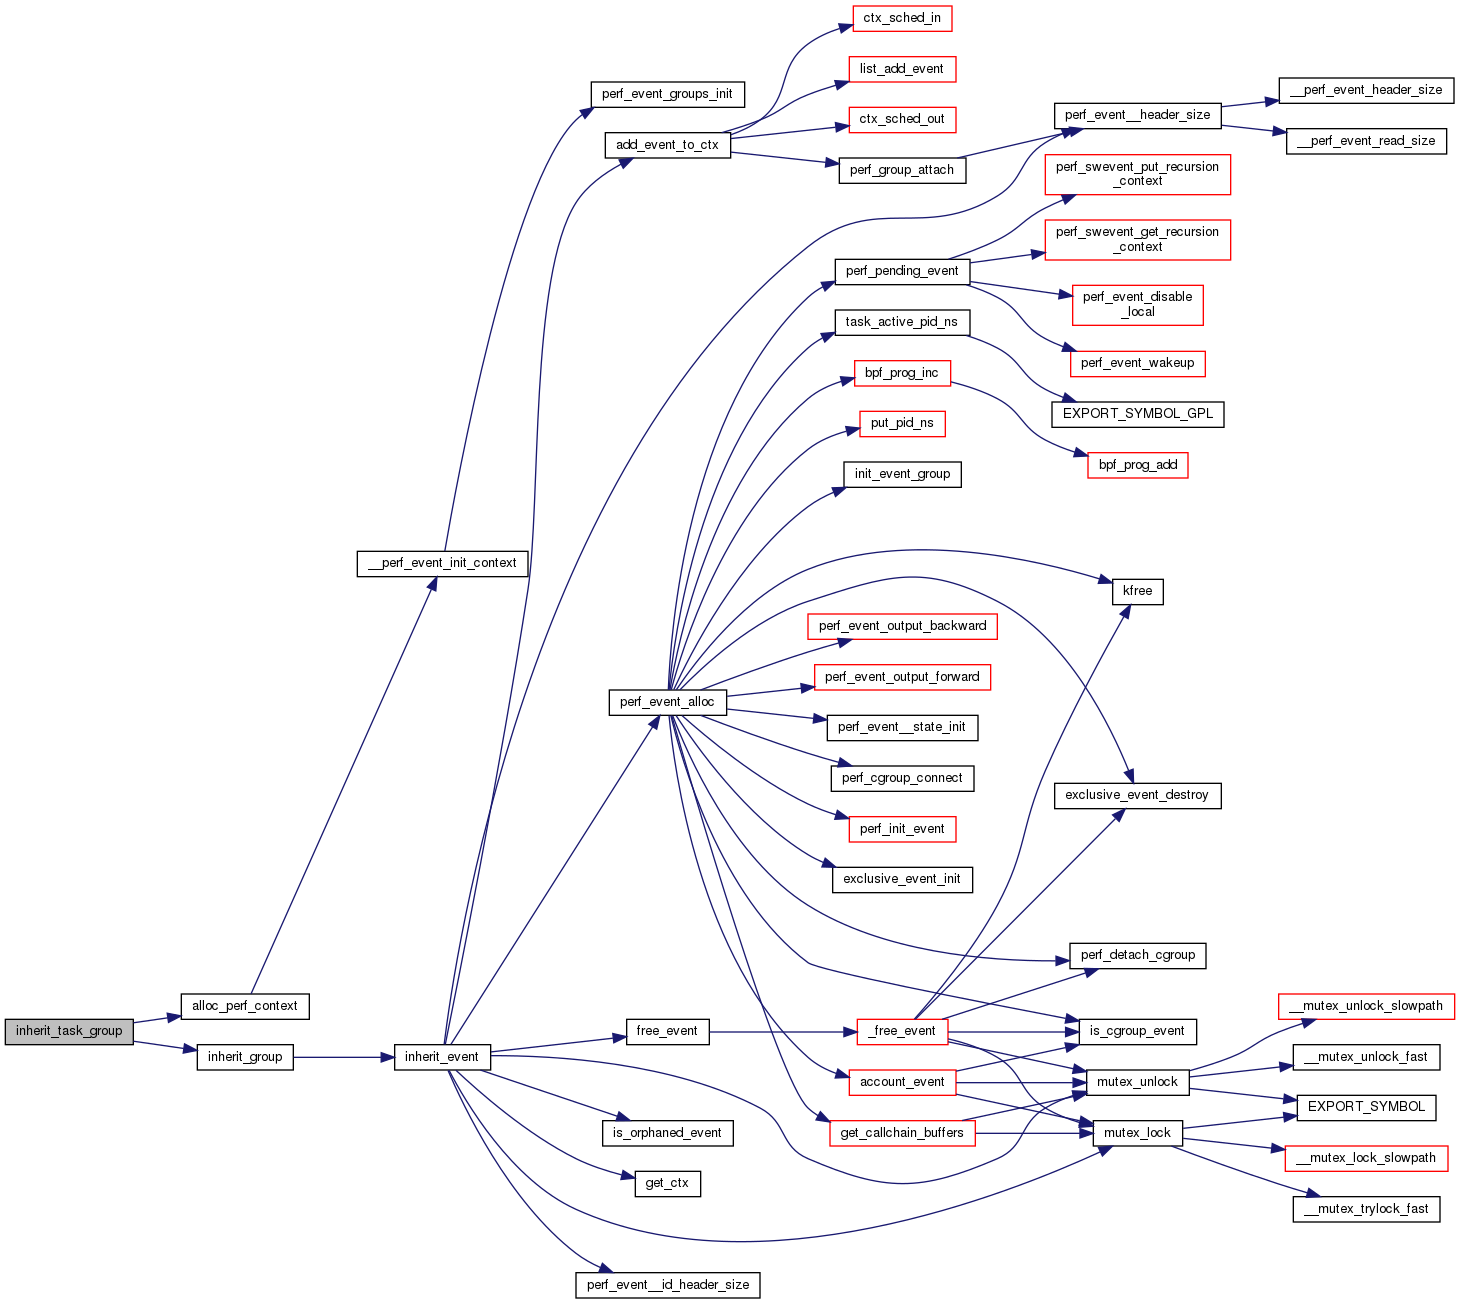 ctx_sched_in
list_add_event
perf_event_groups_init
__perf_event_header_size
perf_event__header_size
ctx_sched_out
add_event_to_ctx
__perf_event_read_size
perf_group_attach
perf_swevent_put_recursion
_context
perf_swevent_get_recursion
_context
perf_pending_event
perf_event_disable
_local
task_active_pid_ns
perf_event_wakeup
bpf_prog_inc
EXPORT_SYMBOL_GPL
put_pid_ns
bpf_prog_add
init_event_group
__perf_event_init_context
kfree
perf_event_output_backward
perf_event_output_forward
perf_event_alloc
perf_event__state_init
perf_cgroup_connect
exclusive_event_destroy
perf_init_event
exclusive_event_init
perf_detach_cgroup
alloc_perf_context
__mutex_unlock_slowpath
inherit_task_group
free_event
_free_event
is_cgroup_event
inherit_group
inherit_event
__mutex_unlock_fast
account_event
mutex_unlock
EXPORT_SYMBOL
is_orphaned_event
get_callchain_buffers
mutex_lock
__mutex_lock_slowpath
get_ctx
__mutex_trylock_fast
perf_event__id_header_size